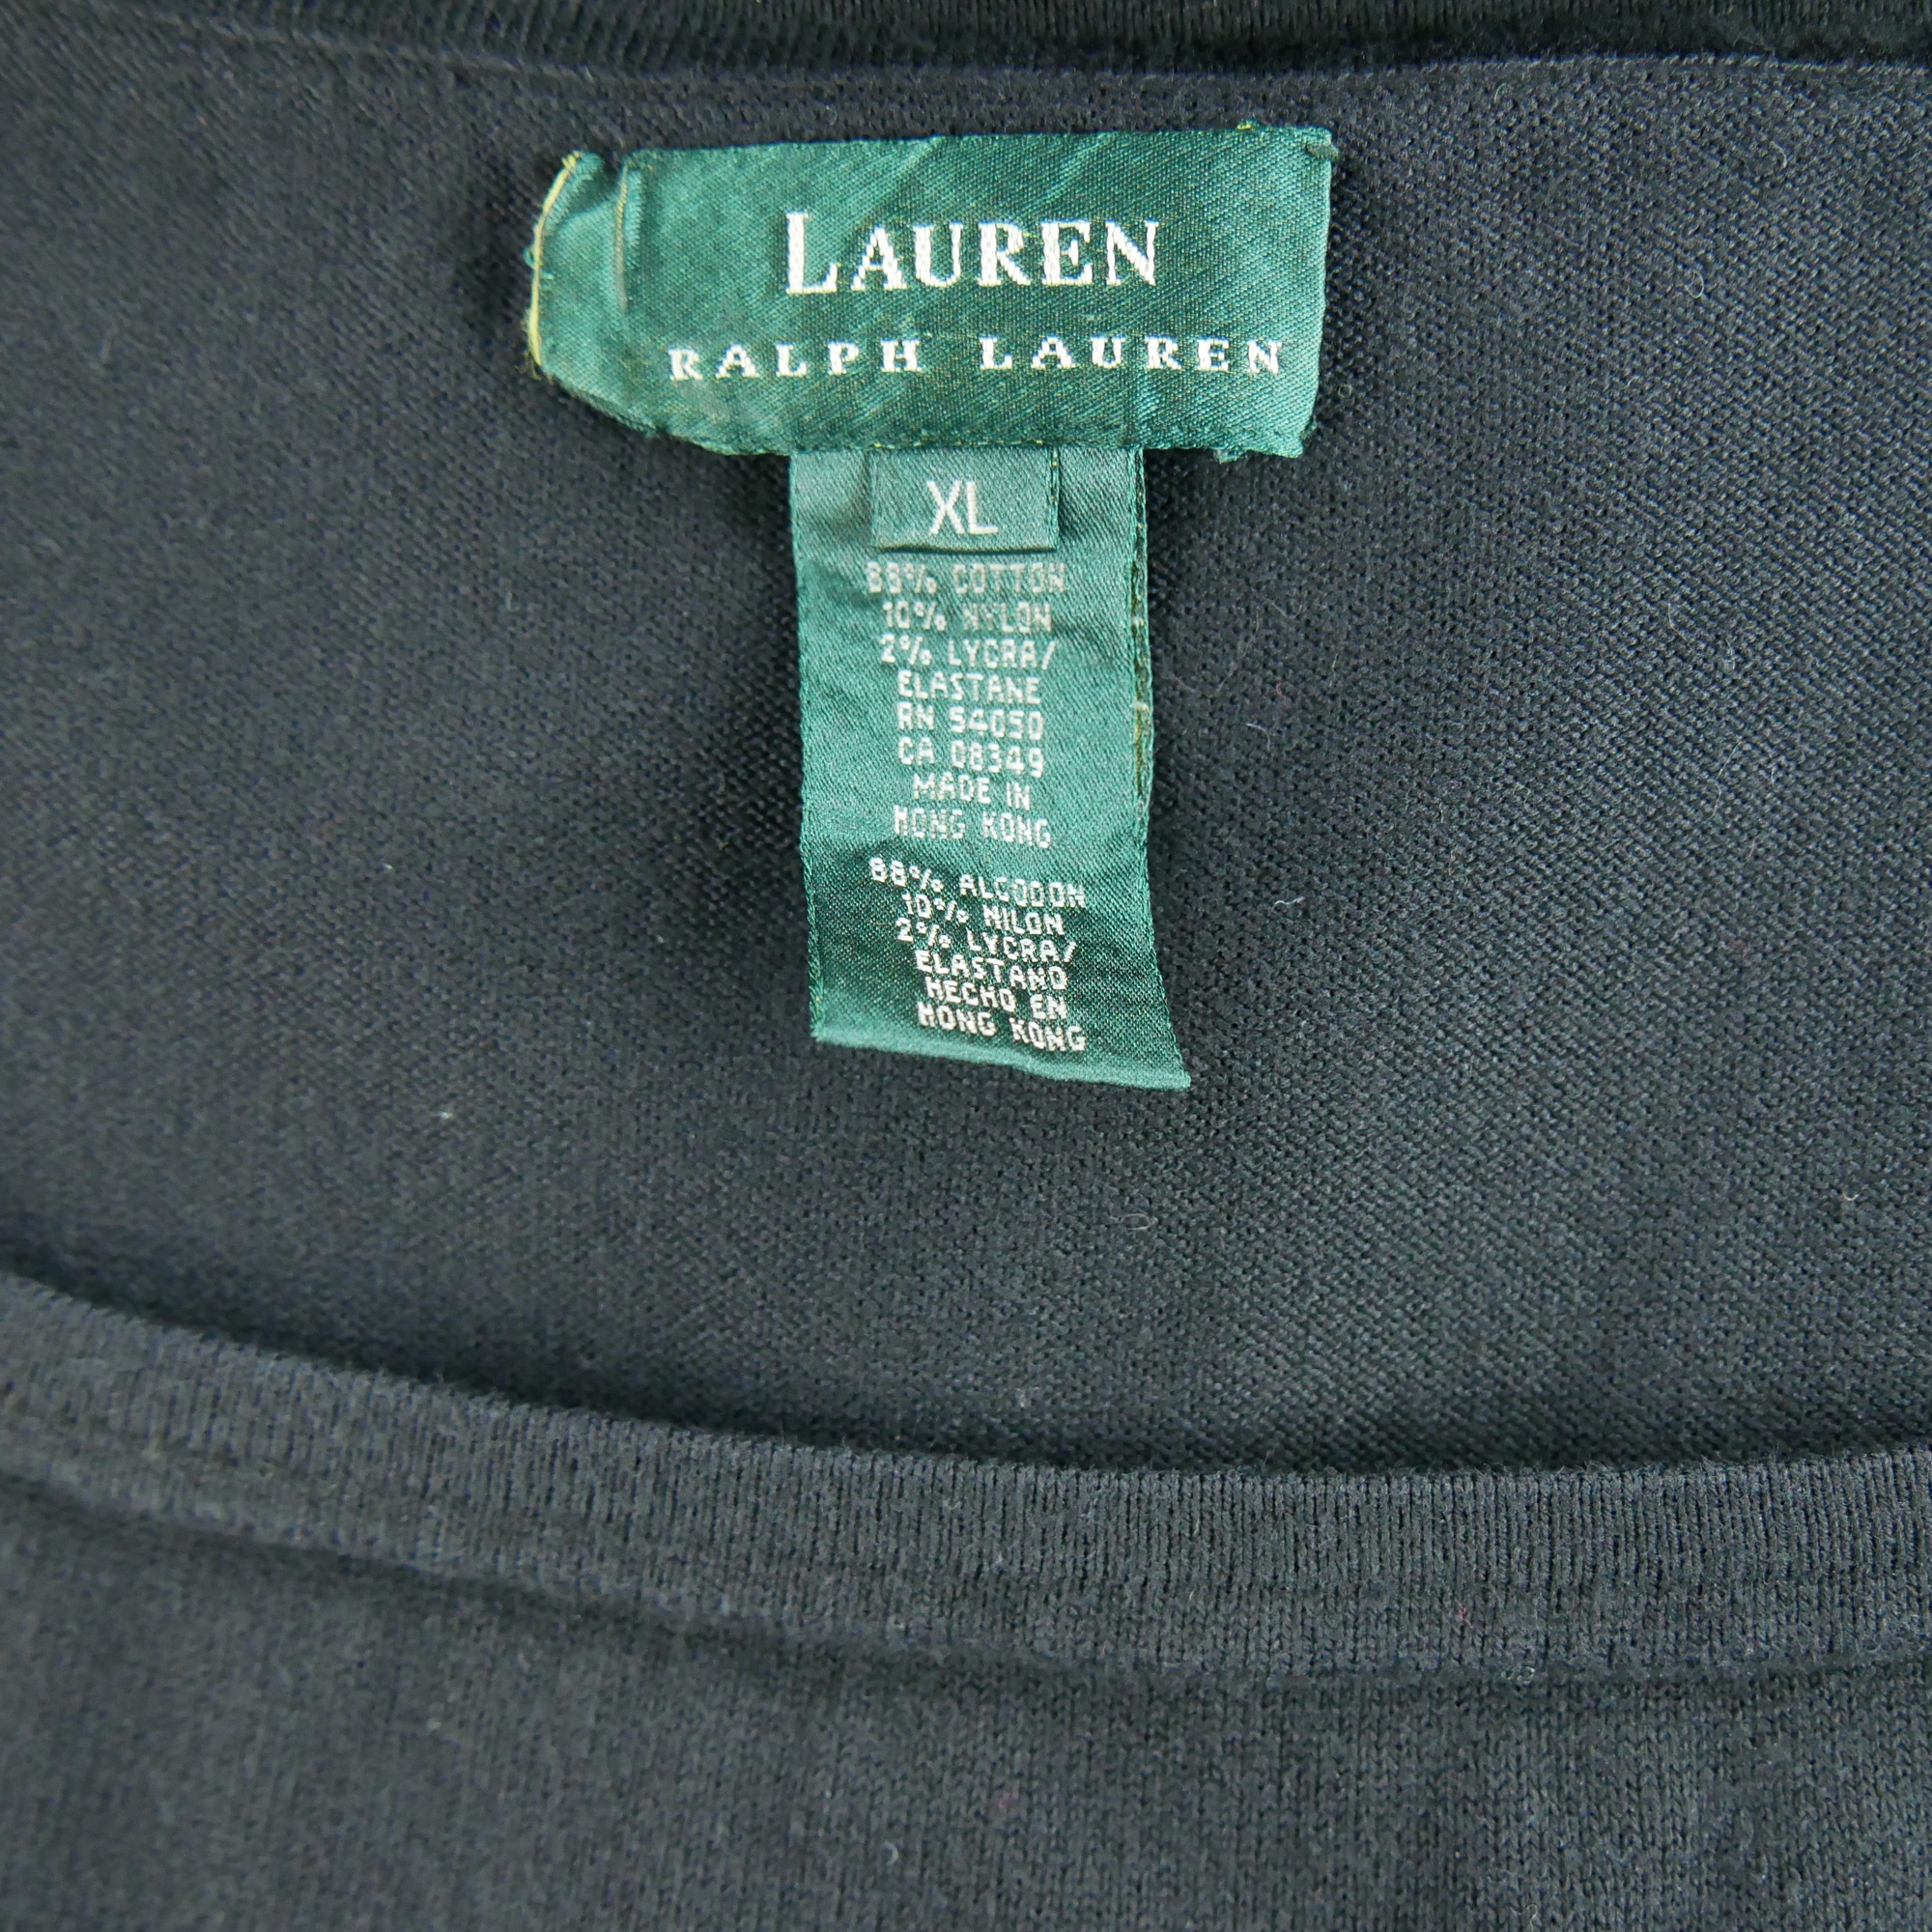 LAUREN
RALPH LAUREN
XL
88% COTTON
10% NYLON
2% LYCRA/
ELASTANE
RN 54050
CA 08349
MADE IN
HONG KONG
88% ALGODON
10% NILON
2% LYCRA/
ELASTANO
HECHO EN
HONG KONG